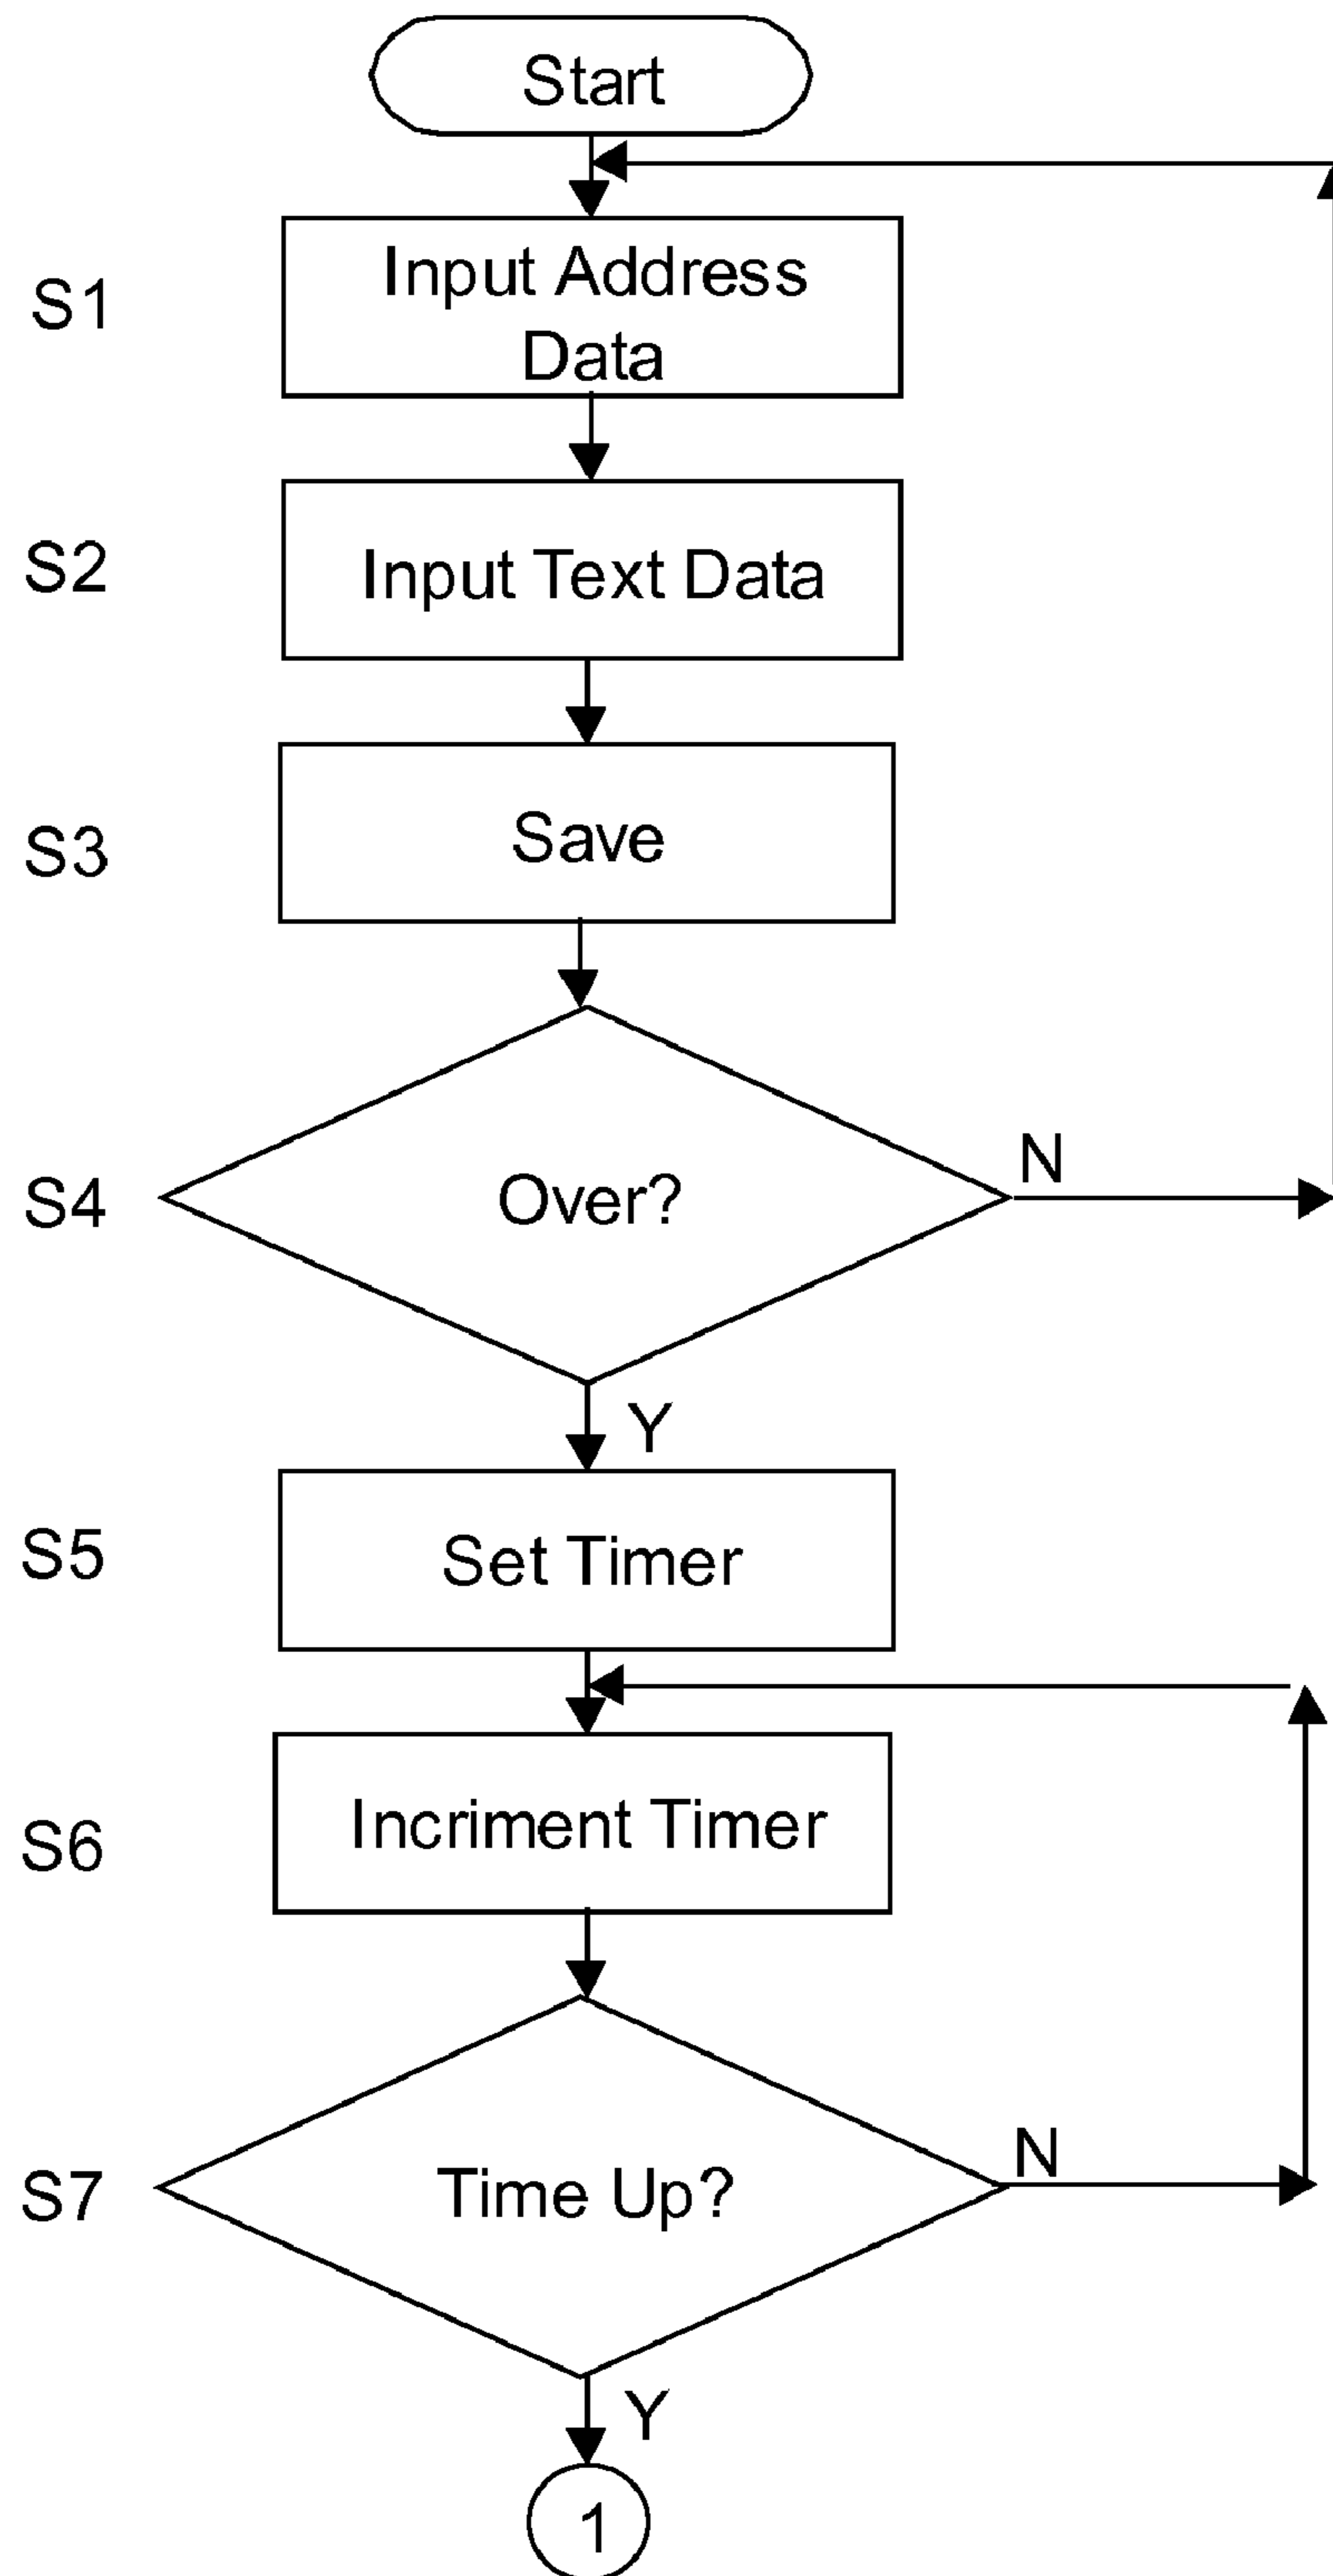 Start
S1
Input Address
Data
S2
Input Text Data
S3
Save
S4
Over?
N
Y
S5
Set Timer
S6
Incriment Timer
S7
Time Up?
N
Y
1